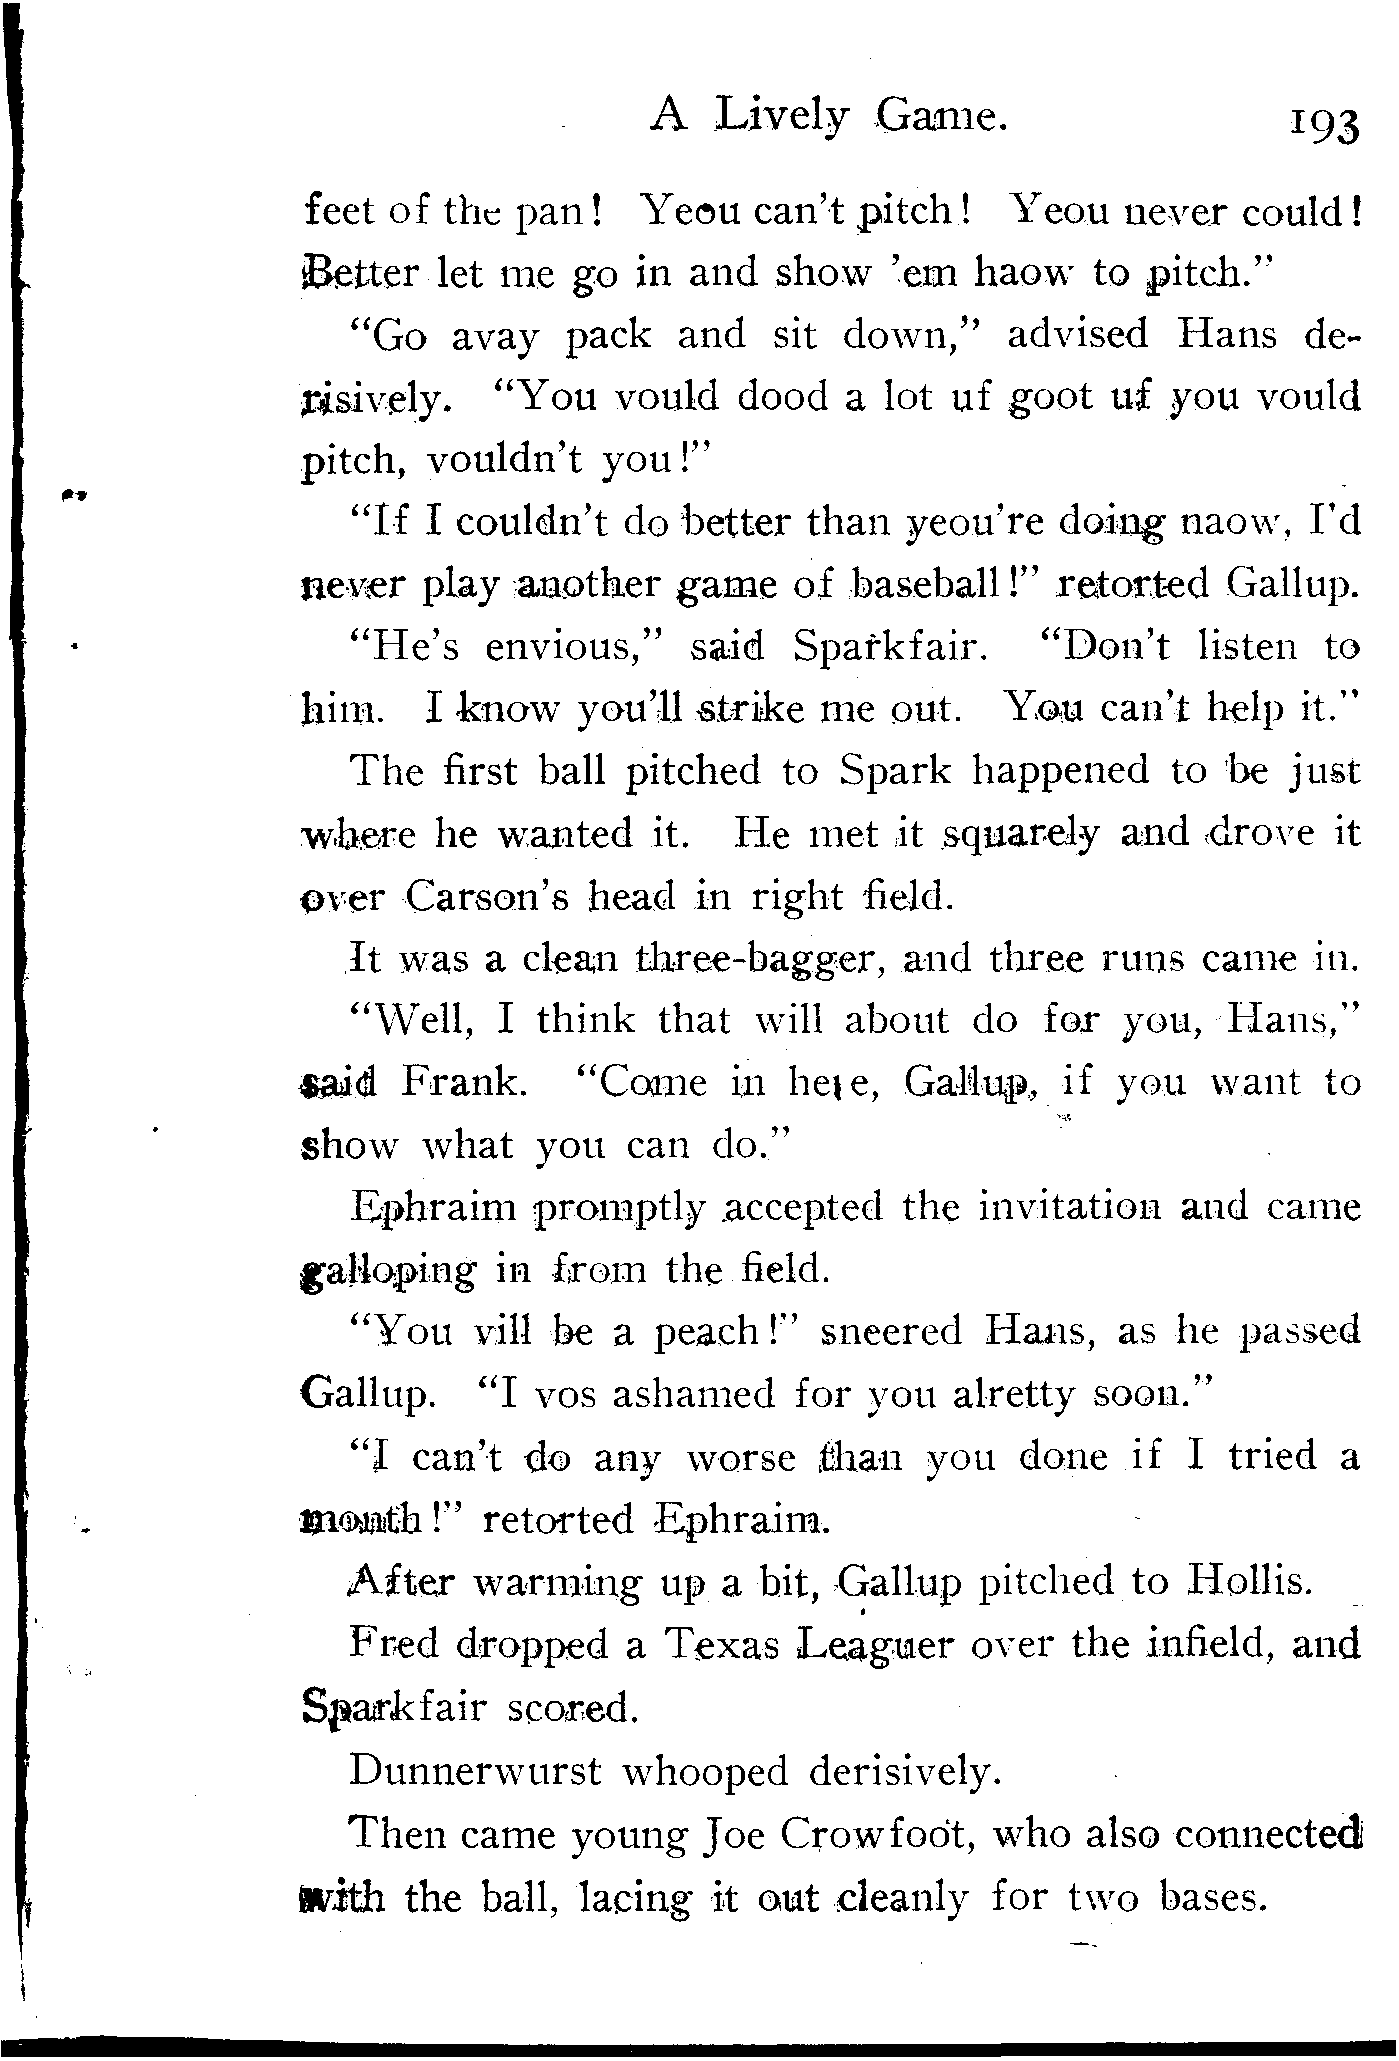 A Lively Game. 193
feet of the pan! Yeou can't pitch! Yeou never could!
Better let me go in and show 'em haow to pitch."
"Go avay pack and sit down," advised Hans de-
risively. "You vould dood a lot uf goot uf you vould
pitch, vouldn't you!"
"If I couldn't do better than yeou're doing naow, I'd
never play another game of baseball!" retorted Gallup.
"He's envious," said Sparkfair. "Don't listen to
him. I know you'll strike me out. You can't help it."
The first ball pitched to Spark happened to be just
where he wanted it. He met it squarely and drove it
over Carson's head in right field.
It was a clean three-bagger, and three runs came in.
"Well, I think that will about do for you, Hans,"
said Frank. "Come in here, Gallup, if you want to
show what you can do."
Ephraim promptly accepted the invitation and came
galloping in from the field.
"You vill be a peach!" sneered Hans, as he passed
Gallup. "I vos ashamed for you alretty soon."
"I can't do any worse than you done if I tried a
month!" retorted Ephraim.
After warming up a bit, Gallup pitched to Hollis.
Fred dropped a Texas Leaguer over the infield, and
Sparkfair scored.
Dunnerwurst whooped derisively.
Then came young Joe Crowfoot, who also connected
with the ball, lacing it out cleanly for two bases.